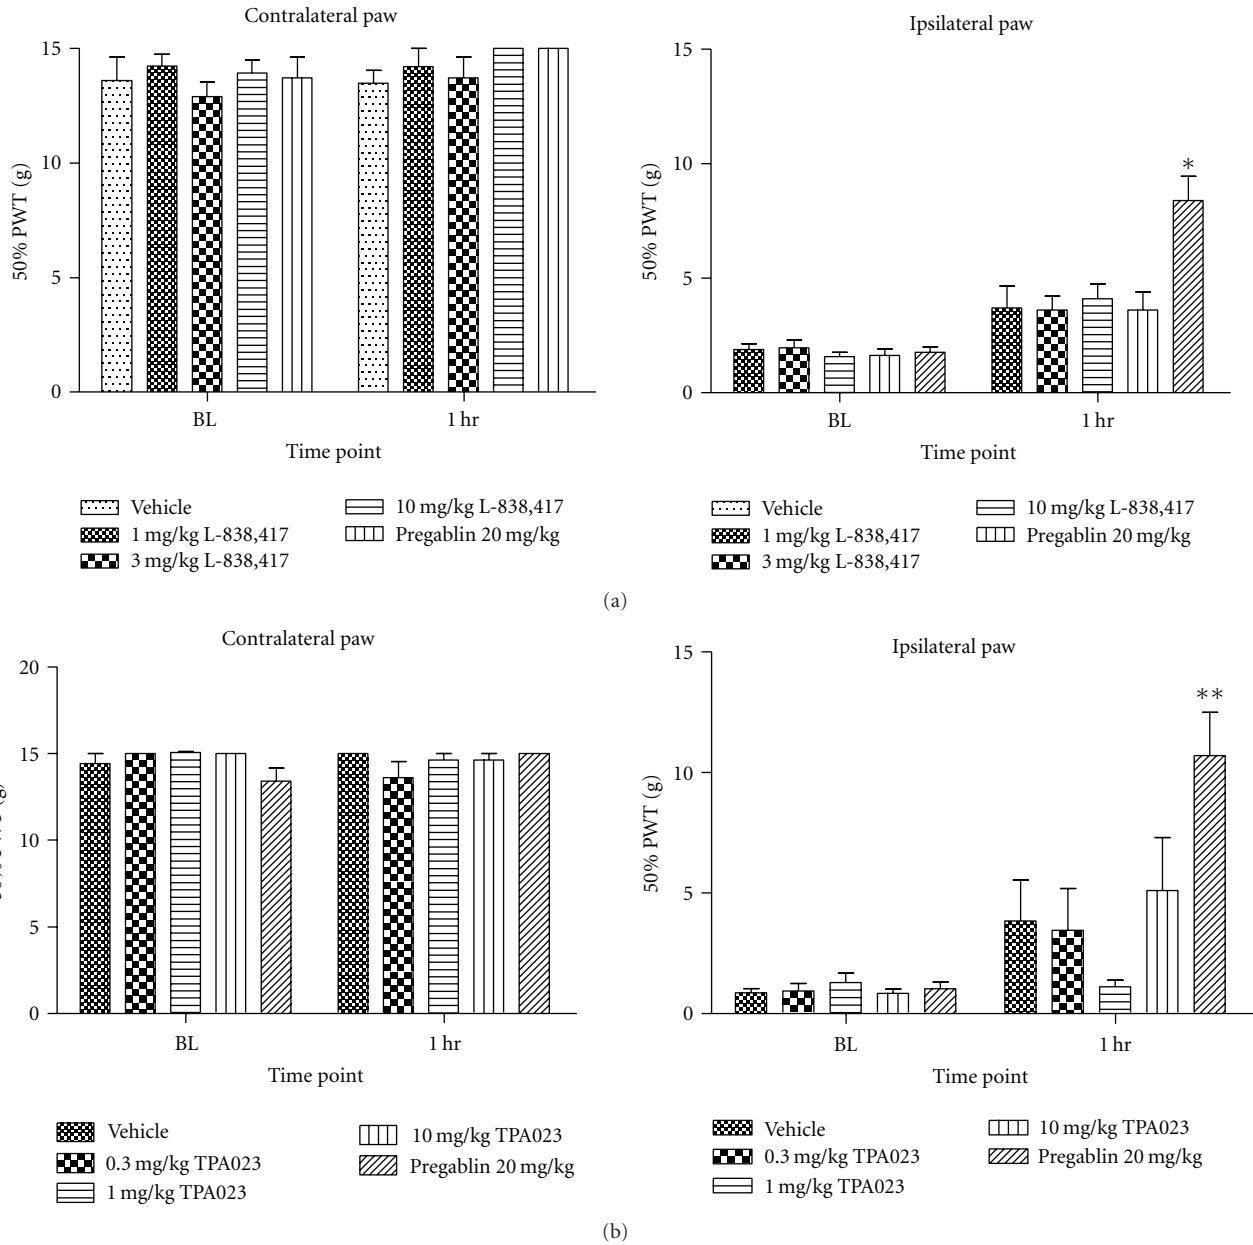 Contralateral paw
15
10
5
0
50% PWT (g)
BL
1 hr
Time point
Vehicle
1 mg/kg L-838,417
3 mg/kg L-838,417
10 mg/kg L-838,417
Pregablin 20 mg/kg
Ipsilateral paw
15
10
5
0
50% PWT (g)
*
BL
1 hr
Time point
Vehicle
1 mg/kg L-838,417
3 mg/kg L-838,417
10 mg/kg L-838,417
Pregablin 20 mg/kg
(a)
Contralateral paw
20
15
10
5
0
(g)
BL
1 hr
Time point
Vehicle
0.3 mg/kg TPA023
1 mg/kg TPA023
10 mg/kg TPA023
Pregablin 20 mg/kg
Ipsilateral paw
15
10
5
0
50% PWT (g)
**
BL
1 hr
Time point
Vehicle
0.3 mg/kg TPA023
1 mg/kg TPA023
10 mg/kg TPA023
Pregablin 20 mg/kg
(b)